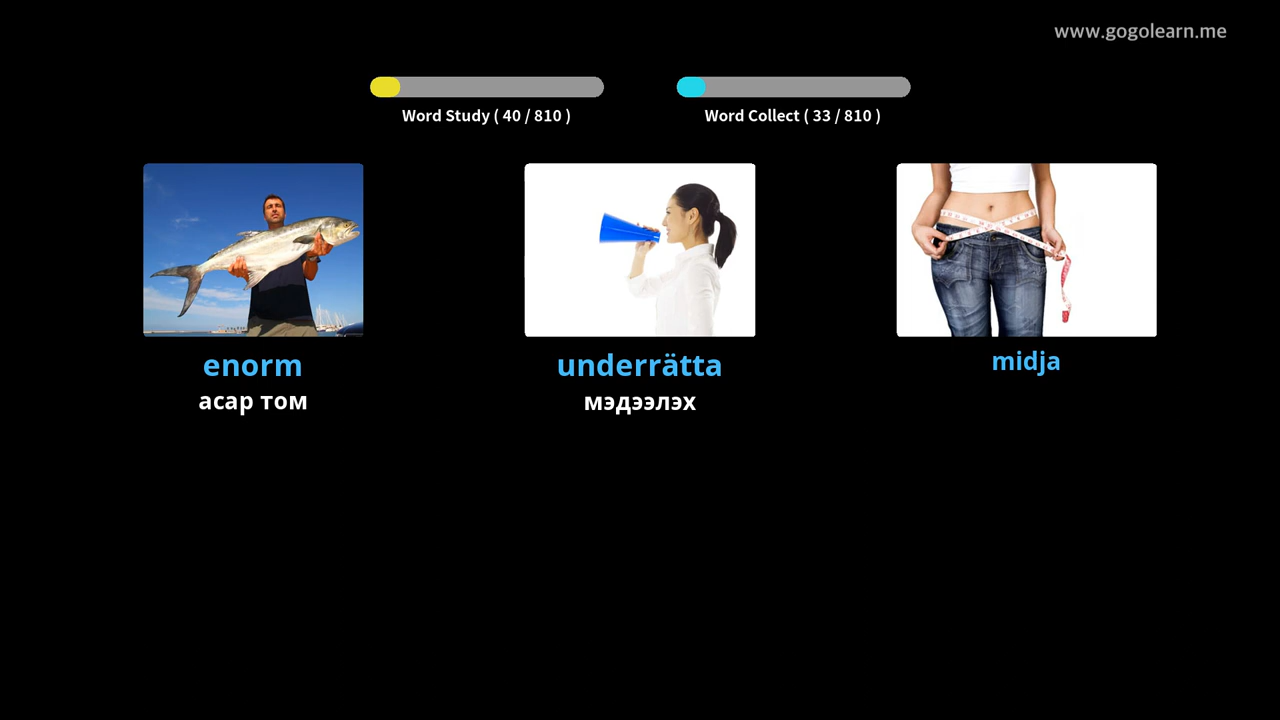 www.gogolearn.me
Word Study ( 40 / 810 )
Word Collect ( 33 / 810 )
enorm
асар том
underrätta
мэдээлэх
midja